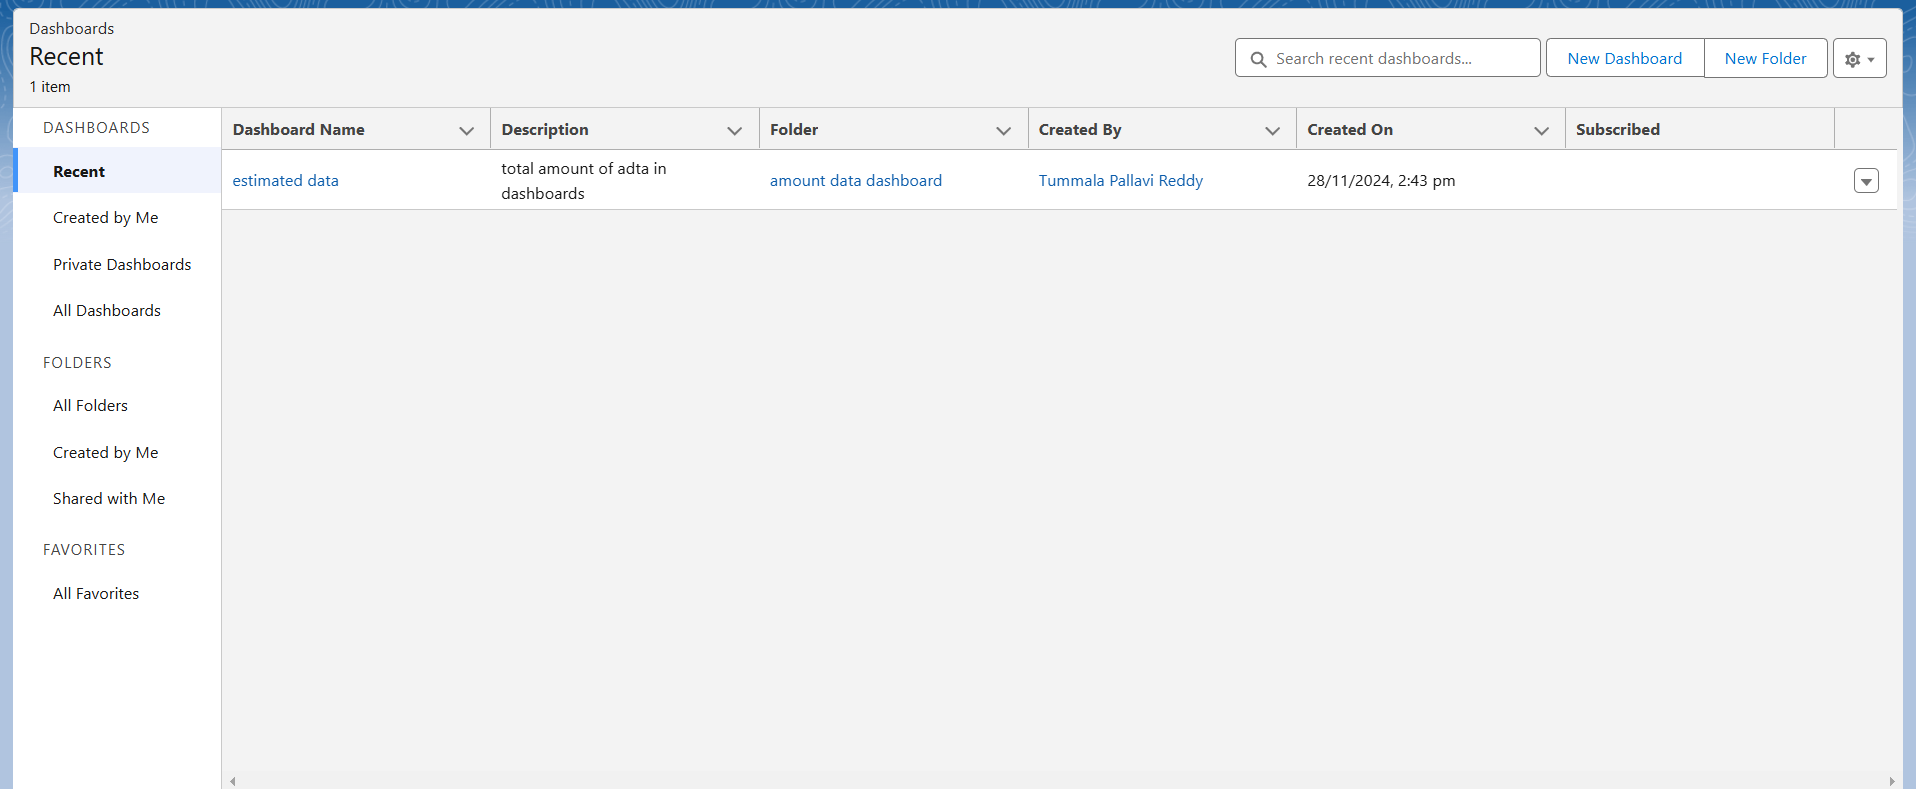 Dashboards
Recent
1 item
Search recent dashboards...
New Dashboard
New Folder
DASHBOARDS
Recent
Created by Me
Private Dashboards
All Dashboards
FOLDERS
All Folders
Created by Me
Shared with Me
FAVORITES
All Favorites
Dashboard Name
Description
Folder
Created By
Created On
Subscribed
estimated data
total amount of adta in
dashboards
amount data dashboard
Tummala Pallavi Reddy
28/11/2024, 2:43 pm